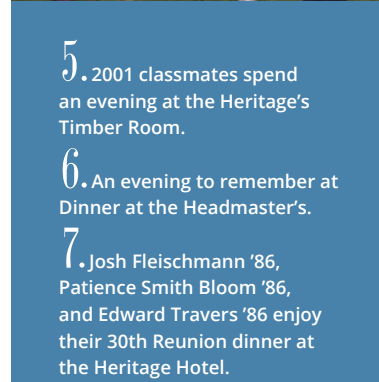 5. 2001 classmates spend
an evening at the Heritage’s
Timber Room.
6. An evening to remember at
Dinner at the Headmaster’s.
7. Josh Fleischmann ’86,
Patience Smith Bloom ’86,
and Edward Travers ’86 enjoy
their 30th Reunion dinner at
the Heritage Hotel.